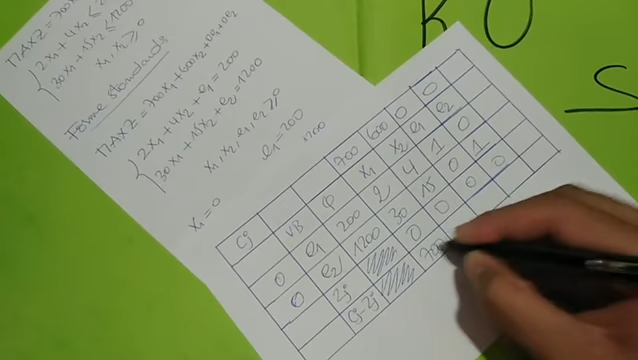 MAX Z = 700x₁ + 600x₂
2x₁ + 4x₂ ≤ 200
30x₁ + 15x₂ ≤ 1200
x₁ x₂ ≥ 0
Forme standards
MAX Z = 700x₁ + 600x₂ + 0e₁ + 0e₂
2x₁ + 4x₂ + e₁ = 200
30x₁ + 15x₂ + e₂ = 1200
x₁, x₂, e₁, e₂ ≥ 0
x₁ = 0 e₁ = 200
1200
700 600 0 0
Cj VB φ x₁ x₂ e₁ e₂
0 e₁ 200 2 4 1 0
0 e₂ 1200 30 15 0 1
Zj 0 0 0 0
Cj-Zj 700
R O
S